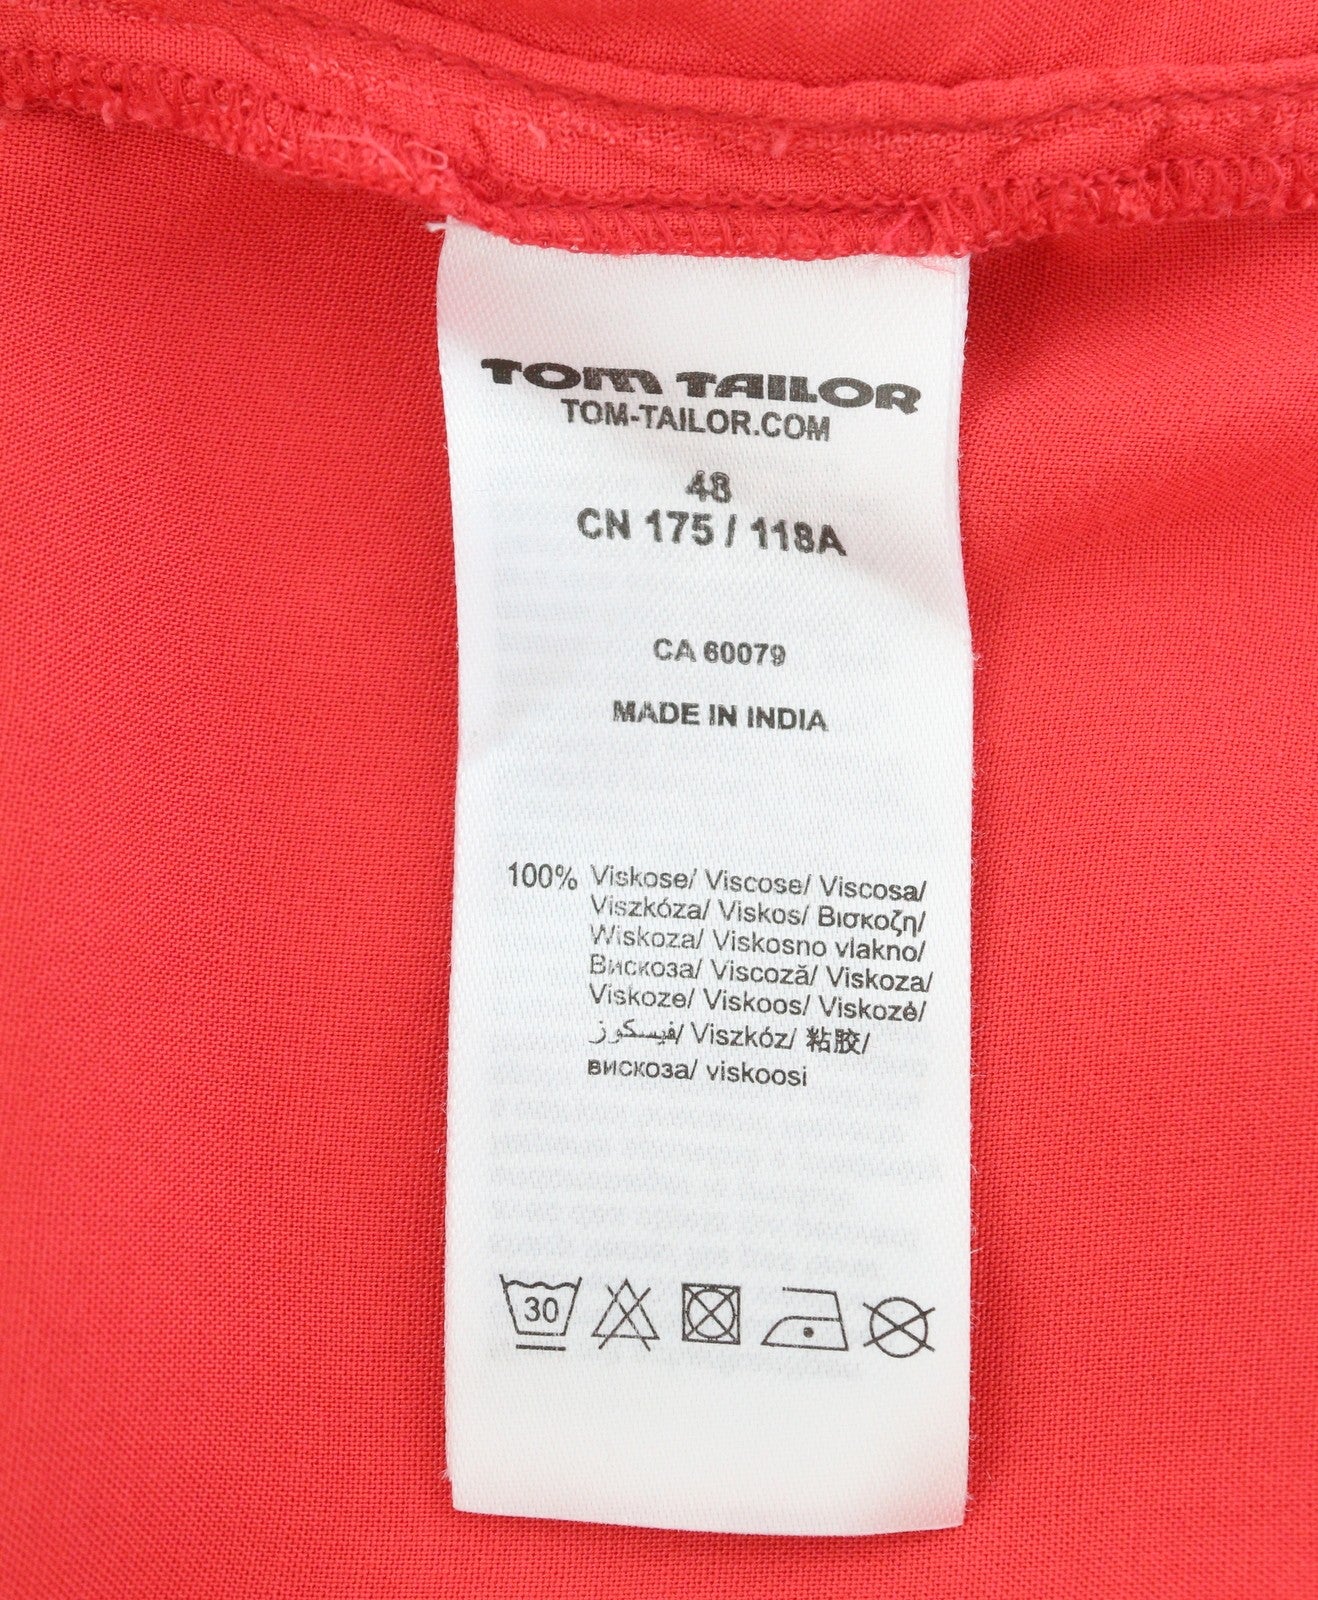 TOM TAILOR
TOM-TAILOR.COM
48
CN 175 / 118A
CA 60079
MADE IN INDIA
100% Viskose/ Viscose/ Viscosa/
Viszkóza/ Viskos/ Βισκοζη/
Wiskoza/ Viskosno vlakno/
Вискоза/ Viscoză/ Viskoza/
Viskoze/ Viskoos/ Viskozė/
فيسكوز/ Viszkóz/ 粘胶/
вискоза/ viskoosi
30